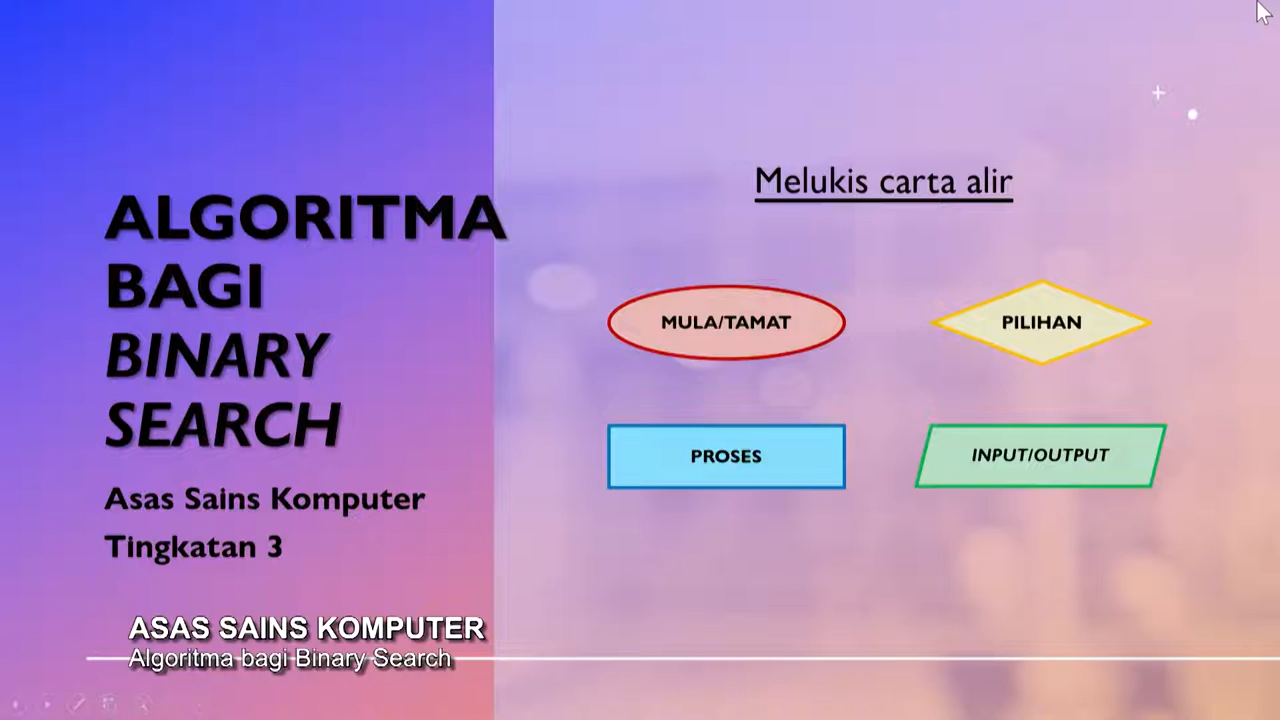 ALGORITMA
BAGI
BINARY
SEARCH
Asas Sains Komputer
Tingkatan 3
ASAS SAINS KOMPUTER
Algoritma bagi Binary Search
Melukis carta alir
MULA/TAMAT
PILIHAN
PROSES
INPUT/OUTPUT